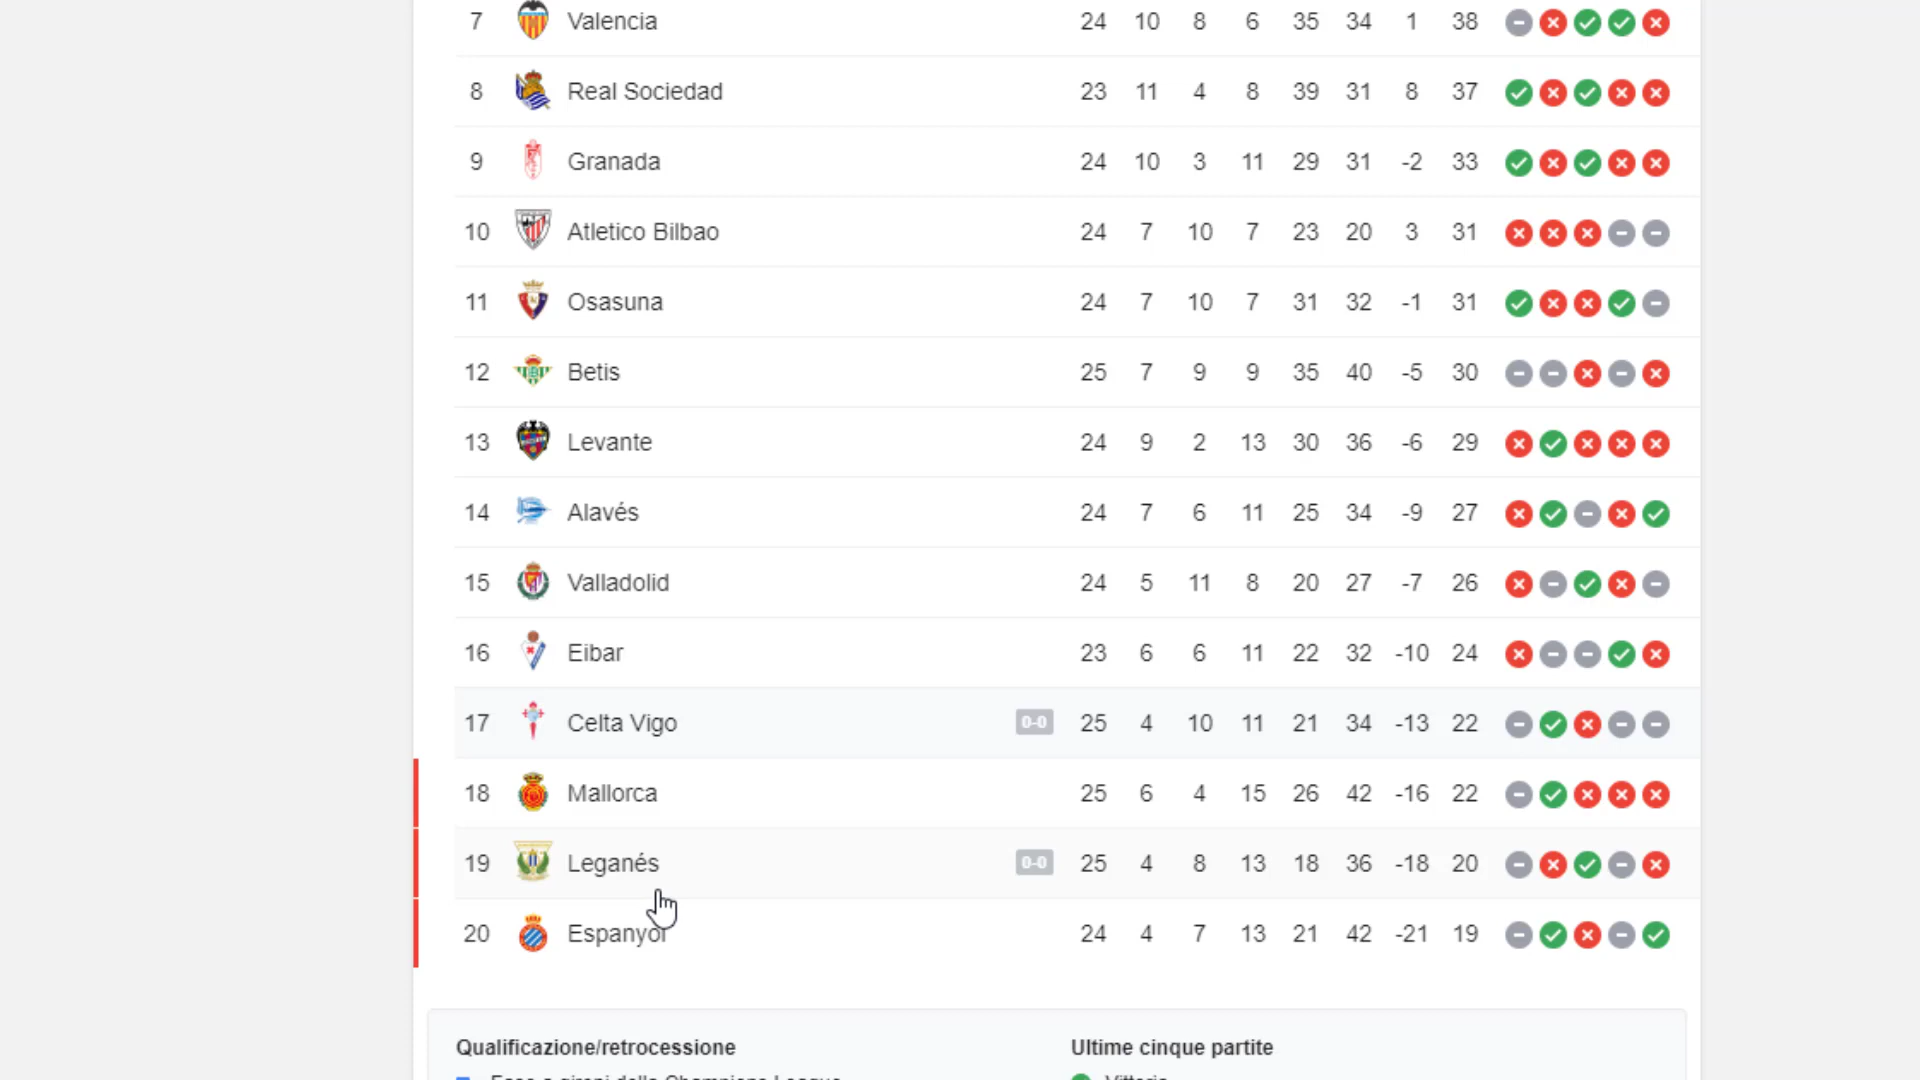 7 Valencia 24 10 8 6 35 34 1 38
8 Real Sociedad 23 11 4 8 39 31 8 37
9 Granada 24 10 3 11 29 31 -2 33
10 Atletico Bilbao 24 7 10 7 23 20 3 31
11 Osasuna 24 7 10 7 31 32 -1 31
12 Betis 25 7 9 9 35 40 -5 30
13 Levante 24 9 2 13 30 36 -6 29
14 Alavés 24 7 6 11 25 34 -9 27
15 Valladolid 24 5 11 8 20 27 -7 26
16 Eibar 23 6 6 11 22 32 -10 24
17 Celta Vigo 0-0 25 4 10 11 21 34 -13 22
18 Mallorca 25 6 4 15 26 42 -16 22
19 Leganés 0-0 25 4 8 13 18 36 -18 20
20 Espanyol 24 4 7 13 21 42 -21 19
Qualificazione/retrocessione Ultime cinque partite
Fase a gironi della Champions League Vittoria